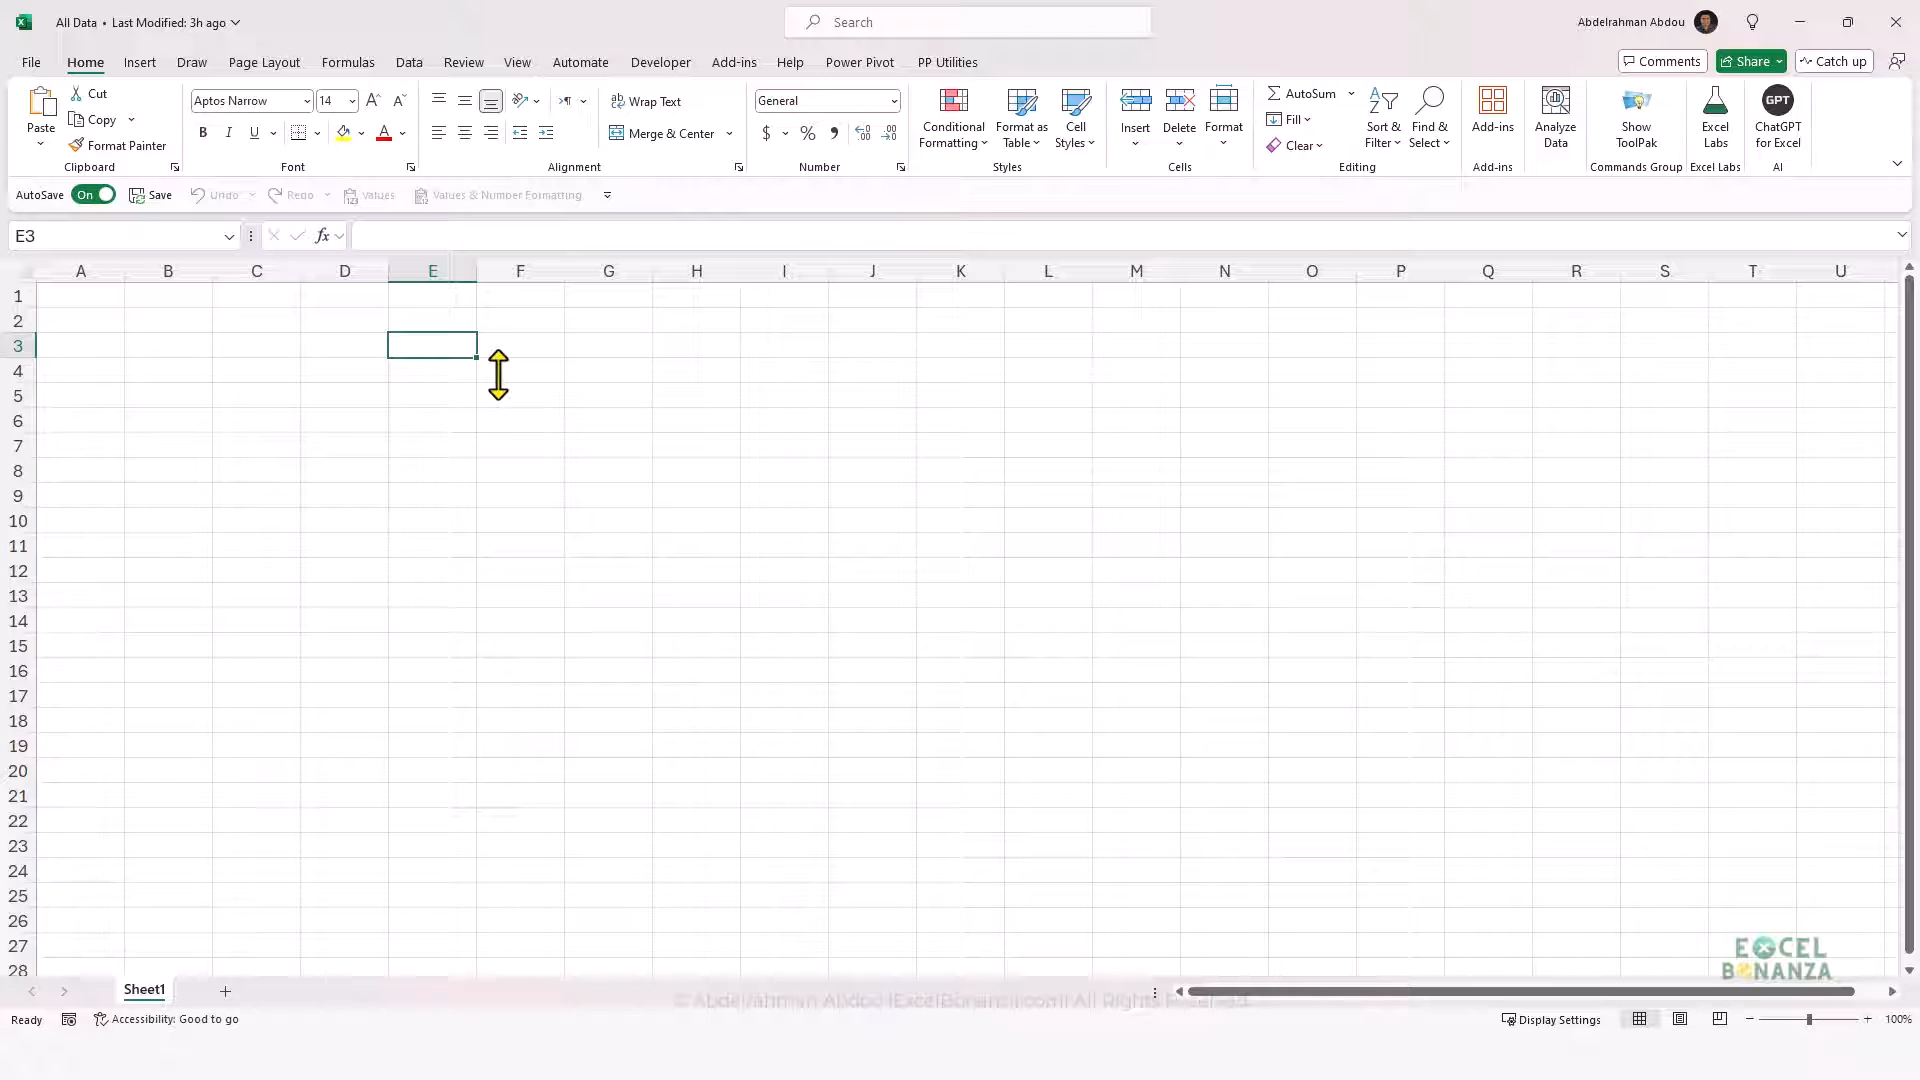 All Data • Last Modified: 3h ago
Search
Abdelrahman Abdou
File Home Insert Draw Page Layout Formulas Data Review View Automate Developer Add-ins Help Power Pivot PP Utilities
Comments Share Catch up
Paste
Cut
Copy
Format Painter
Clipboard
Aptos Narrow 14
B I U
Font
Wrap Text
Merge & Center
Alignment
General
$ % ,
Number
Conditional Formatting
Format as Table
Cell Styles
Styles
Insert Delete Format
Cells
AutoSum
Fill
Clear
Sort & Filter
Find & Select
Editing
Add-ins
Add-ins
Analyze Data
Show ToolPak
Commands Group
Excel Labs
Excel Labs
GPT
ChatGPT for Excel
AI
AutoSave On Save Undo Redo Values Values & Number Formatting
E3 fx
A B C D E F G H I J K L M N O P Q R S T U
1
2
3
4
5
6
7
8
9
10
11
12
13
14
15
16
17
18
19
20
21
22
23
24
25
26
27
28
EXCEL
BONANZA
Sheet1
© Abdelrahman Abdou |ExcelBonanza.com| All Rights Reserved.
Ready Accessibility: Good to go Display Settings 100%